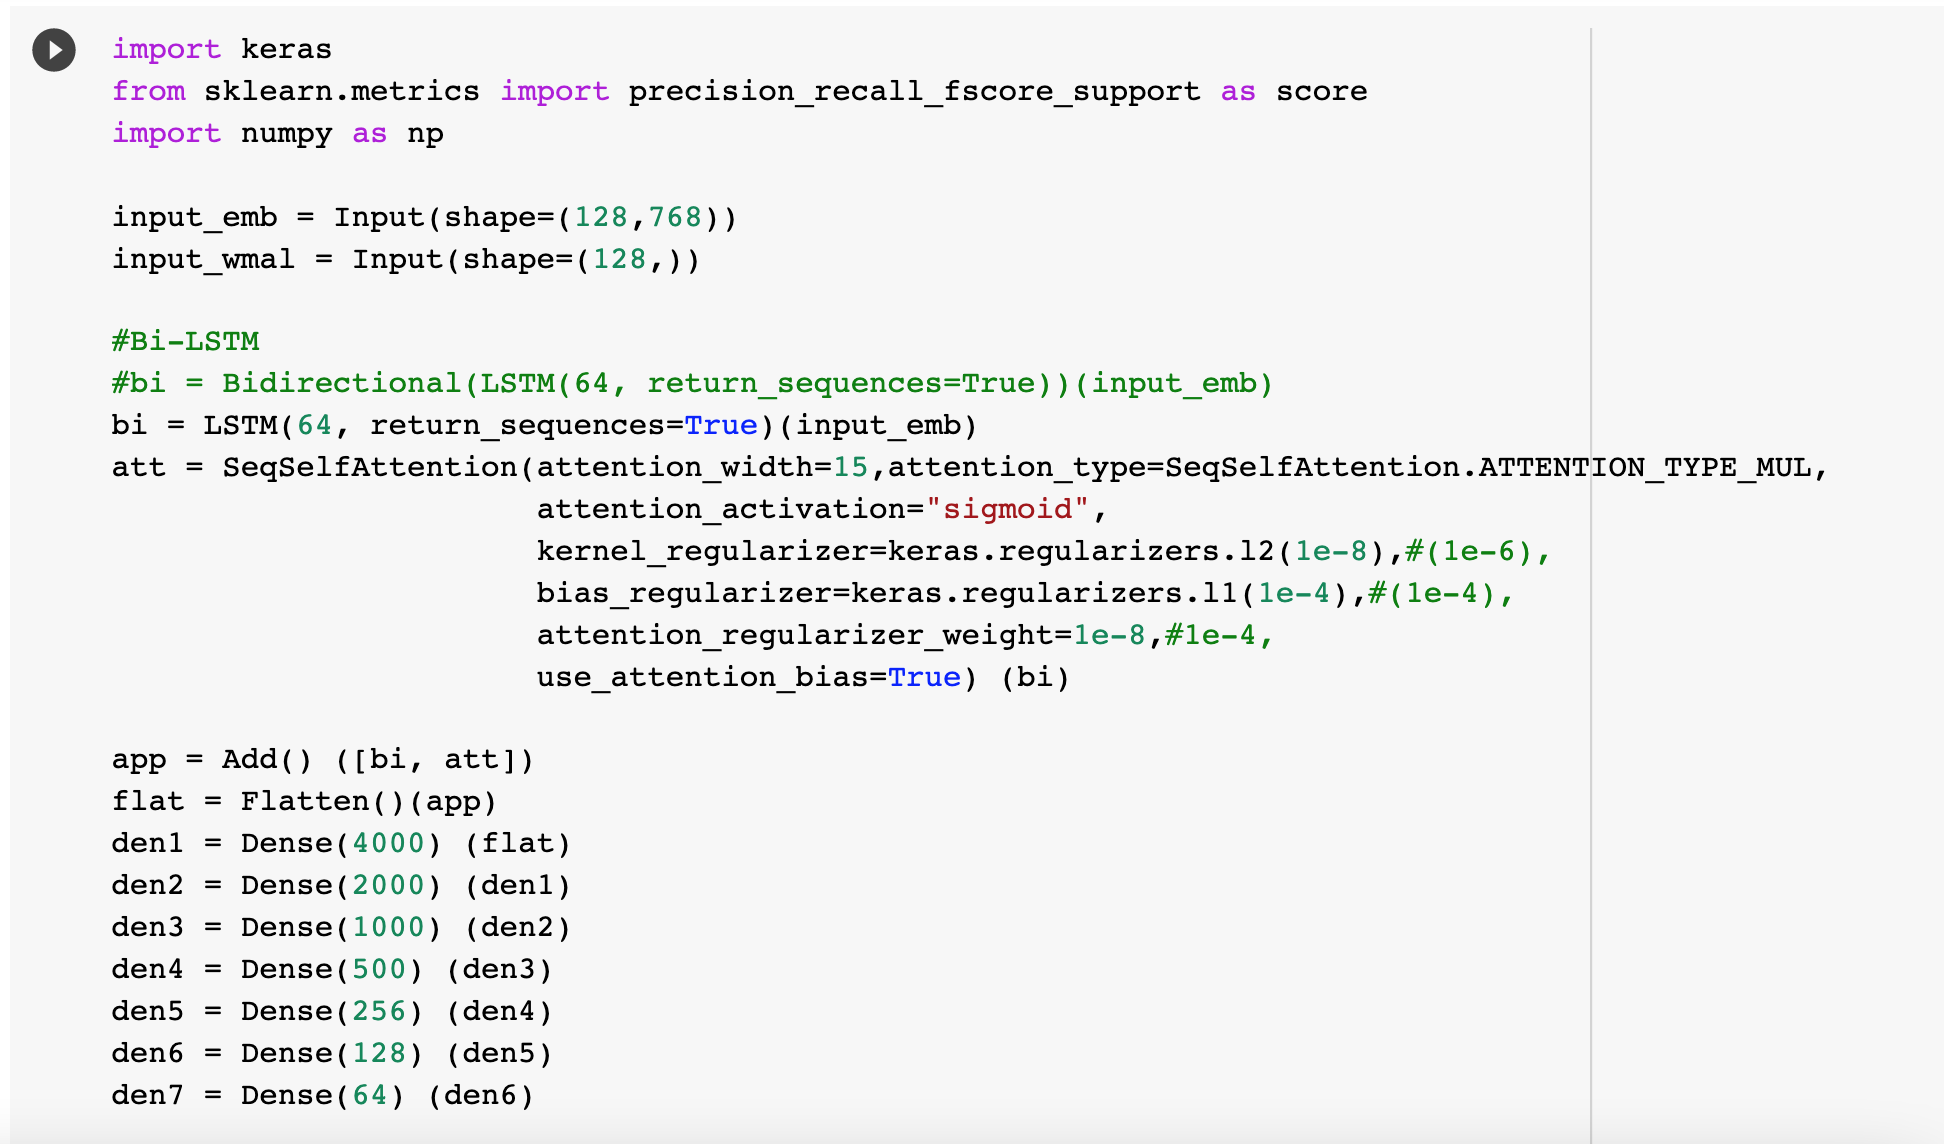 import keras
from sklearn.metrics import precision_recall_fscore_support as score
import numpy as np
input_emb = Input(shape=(128,768))
input_wmal = Input(shape=(128,))
#Bi-LSTM
#bi = Bidirectional(LSTM(64, return_sequences=True))(input_emb)
bi = LSTM(64, return_sequences=True)(input_emb)
att = SeqSelfAttention(attention_width=15,attention_type=SeqSelfAttention.ATTENTION_TYPE_MUL,
attention_activation="sigmoid",
kernel_regularizer=keras.regularizers.l2(1e-8),#(1e-6),
bias_regularizer=keras.regularizers.l1(1e-4),#(1e-4),
attention_regularizer_weight=1e-8,#1e-4,
use_attention_bias=True) (bi)
app = Add() ([bi, att])
flat = Flatten()(app)
den1 = Dense(4000) (flat)
den2 = Dense(2000) (den1)
den3 = Dense(1000) (den2)
den4 = Dense(500) (den3)
den5 = Dense(256) (den4)
den6 = Dense(128) (den5)
den7 = Dense(64) (den6)